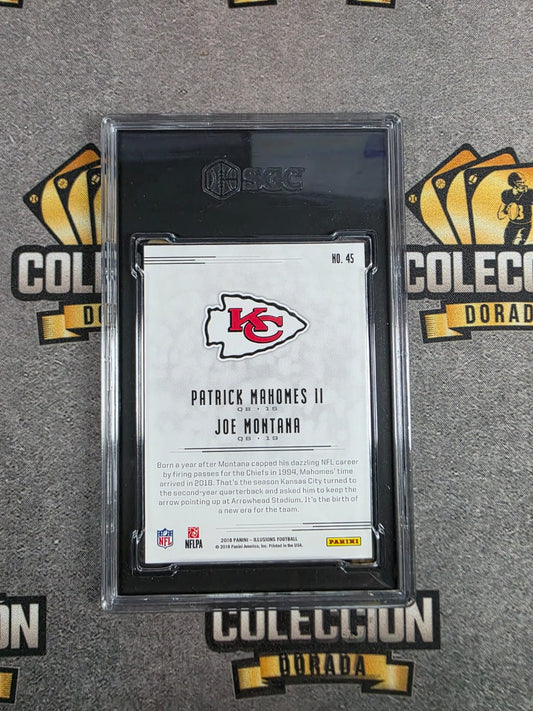 SGC
COLECCION
DORADA
COLECCION
DORADA
NO. 45
KC
PATRICK MAHOMES II
QB • 15
JOE MONTANA
QB • 19
Born a year after Montana capped his dazzling NFL career
by firing passes for the Chiefs in 1994, Mahomes' time
arrived in 2018. That's the season Kansas City turned to
the second-year quarterback and asked him to keep the
arrow pointing up at Arrowhead Stadium. It's the birth of
a new era for the team.
NFL
NFLPA
2018 PANINI – ILLUSIONS FOOTBALL
© 2018 Panini America, Inc. Printed in the USA.
PANINI
COLECCION
DORADA